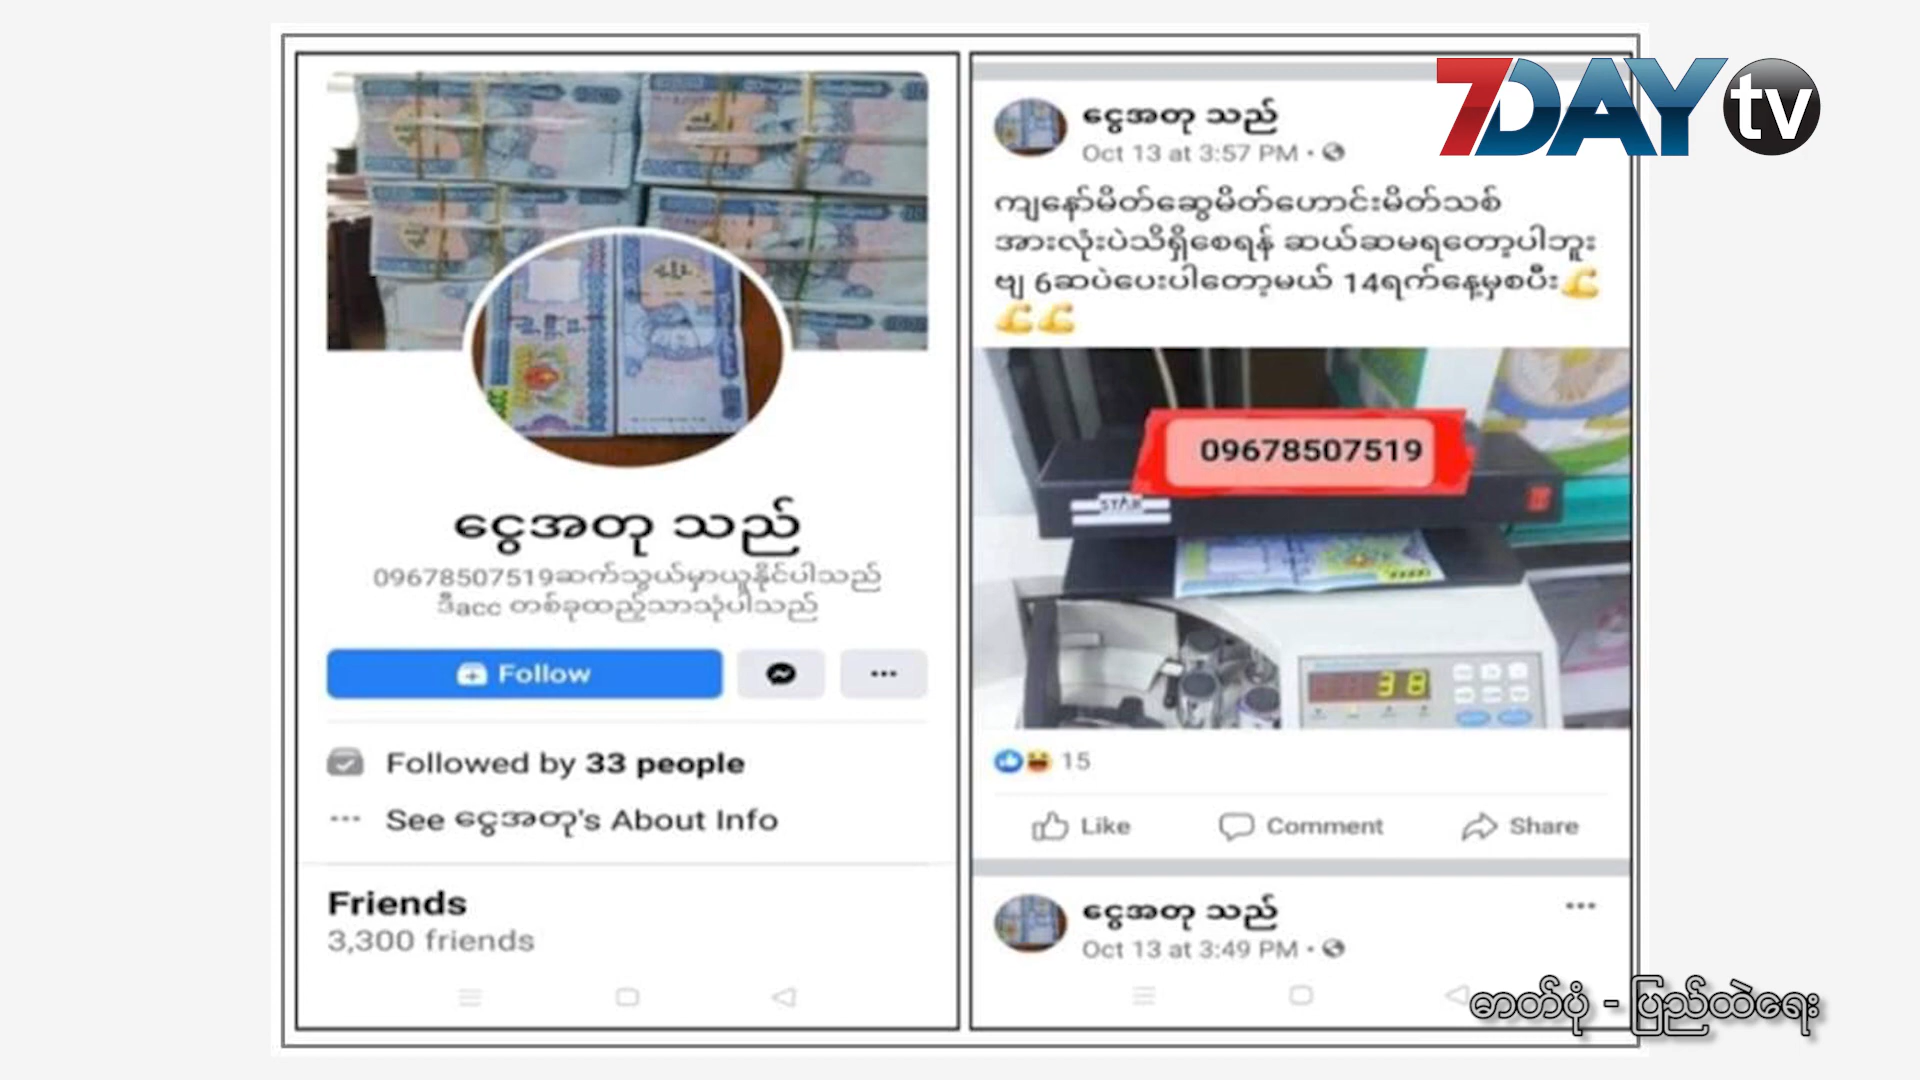 7DAY tv
ငွေအတု သည်
09678507519ဆက်သွယ်မှာယူနိုင်ပါသည်
ဒီacc တစ်ခုထည့်သာသုံပါသည်
Follow
Followed by 33 people
See ငွေအတု's About Info
Friends
3,300 friends
ငွေအတု သည်
Oct 13 at 3:57 PM
ကျနော်မိတ်ဆွေမိတ်ဟောင်းမိတ်သစ်
အားလုံးပဲသိရှိစေရန် ဆယ်ဆမရတော့ပါဘူး
ဗျ 6ဆပဲပေးပါတော့မယ် 14ရက်နေ့မှစပီး💪
💪💪
09678507519
STAR
38
15
Like Comment Share
ငွေအတု သည်
Oct 13 at 3:49 PM
ဓာတ်ပုံ - ပြည်ထဲရေး